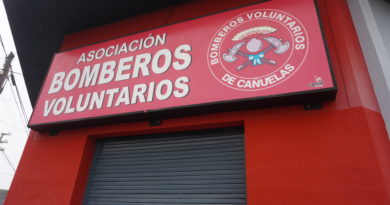 ASOCIACIÓN
BOMBEROS
VOLUNTARIOS
BOMBEROS VOLUNTARIOS
DE CAÑUELAS